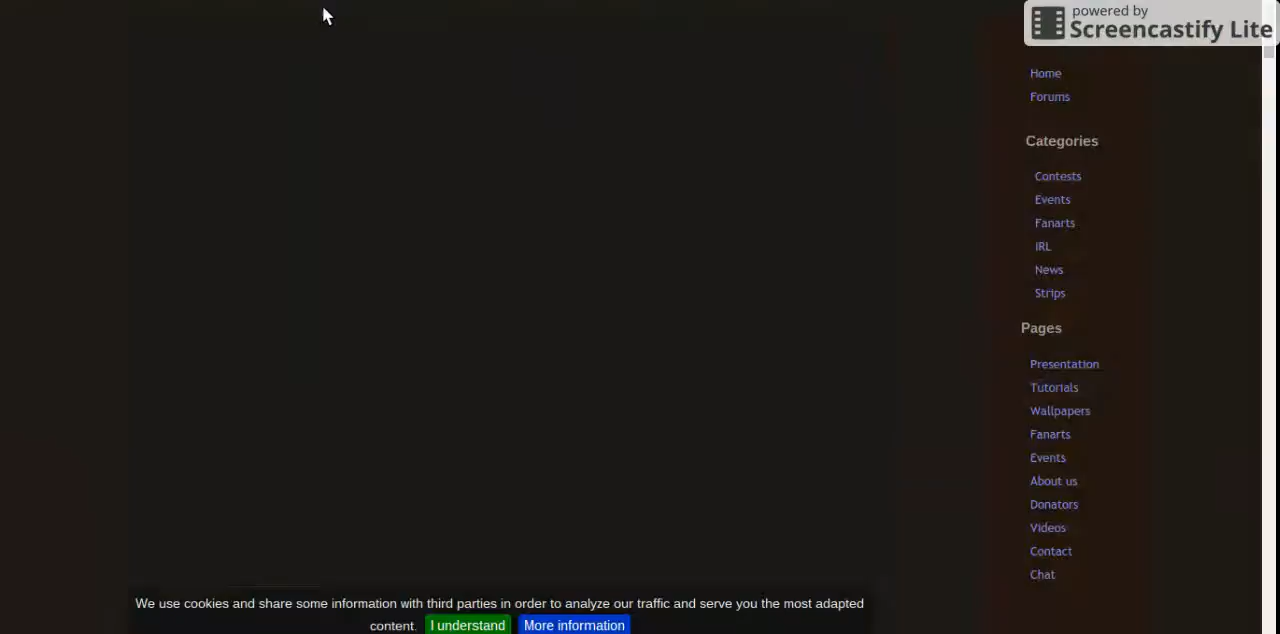 powered by
Screencastify Lite
Home
Forums
Categories
Contests
Events
Fanarts
IRL
News
Strips
Pages
Presentation
Tutorials
Wallpapers
Fanarts
Events
About us
Donators
Videos
Contact
Chat
We use cookies and share some information with third parties in order to analyze our traffic and serve you the most adapted
content. I understand More information